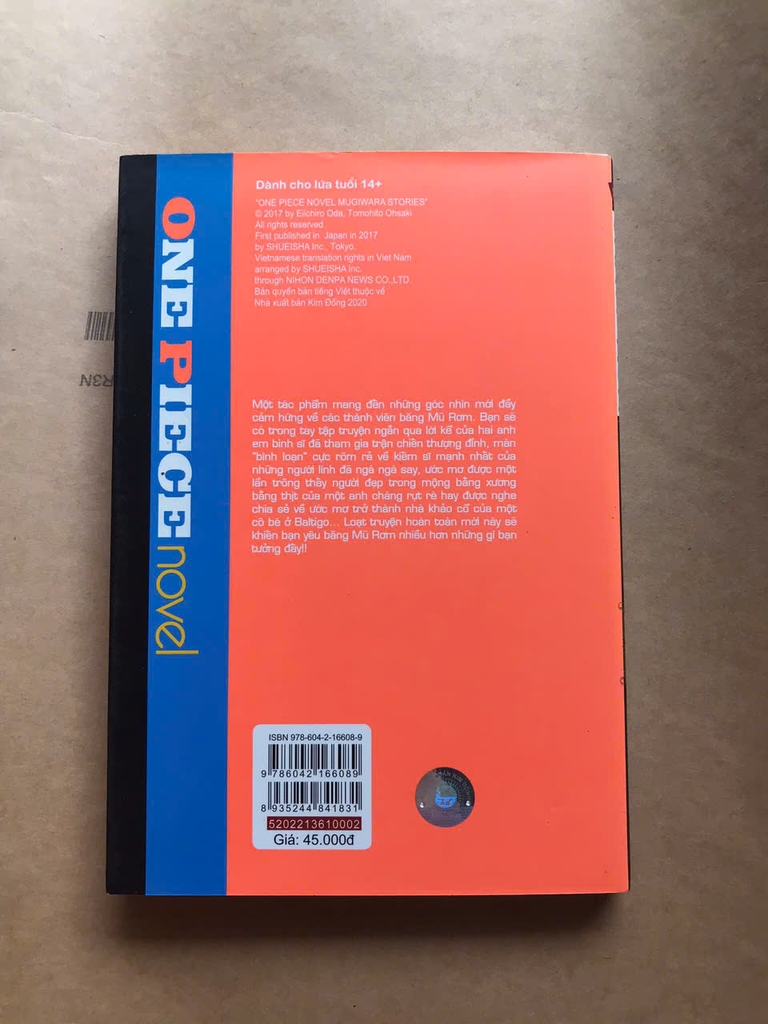 ONE PIECE novel
Dành cho lứa tuổi 14+
"ONE PIECE NOVEL MUGIWARA STORIES"
© 2017 by Eiichiro Oda, Tomohito Ohsaki
All rights reserved.
First published in Japan in 2017
by SHUEISHA Inc., Tokyo.
Vietnamese translation rights in Viet Nam
arranged by SHUEISHA Inc.
through NIHON DENPA NEWS CO.,LTD.
Bản quyền bản tiếng Việt thuộc về
Nhà xuất bản Kim Đồng 2020
Một tác phẩm mang đến những góc nhìn mới đầy
cảm hứng về các thành viên băng Mũ Rơm. Bạn sẽ
có trong tay tập truyện ngắn qua lời kể của hai anh
em binh sĩ đã tham gia trận chiến thượng đỉnh, màn
"bình loạn" cực rôm rả về kiếm sĩ mạnh nhất của
những người lính đã ngà ngà say, ước mơ được một
lần trông thấy người đẹp trong mộng bằng xương
bằng thịt của một anh chàng rụt rè hay được nghe
chia sẻ về ước mơ trở thành nhà khảo cổ của một
cô bé ở Baltigo... Loạt truyện hoàn toàn mới này sẽ
khiến bạn yêu băng Mũ Rơm nhiều hơn những gì bạn
tưởng đấy!!
ISBN 978-604-2-16608-9
9 786042 166089
8 935244 841831
5202213610002
Giá: 45.000đ
R3N